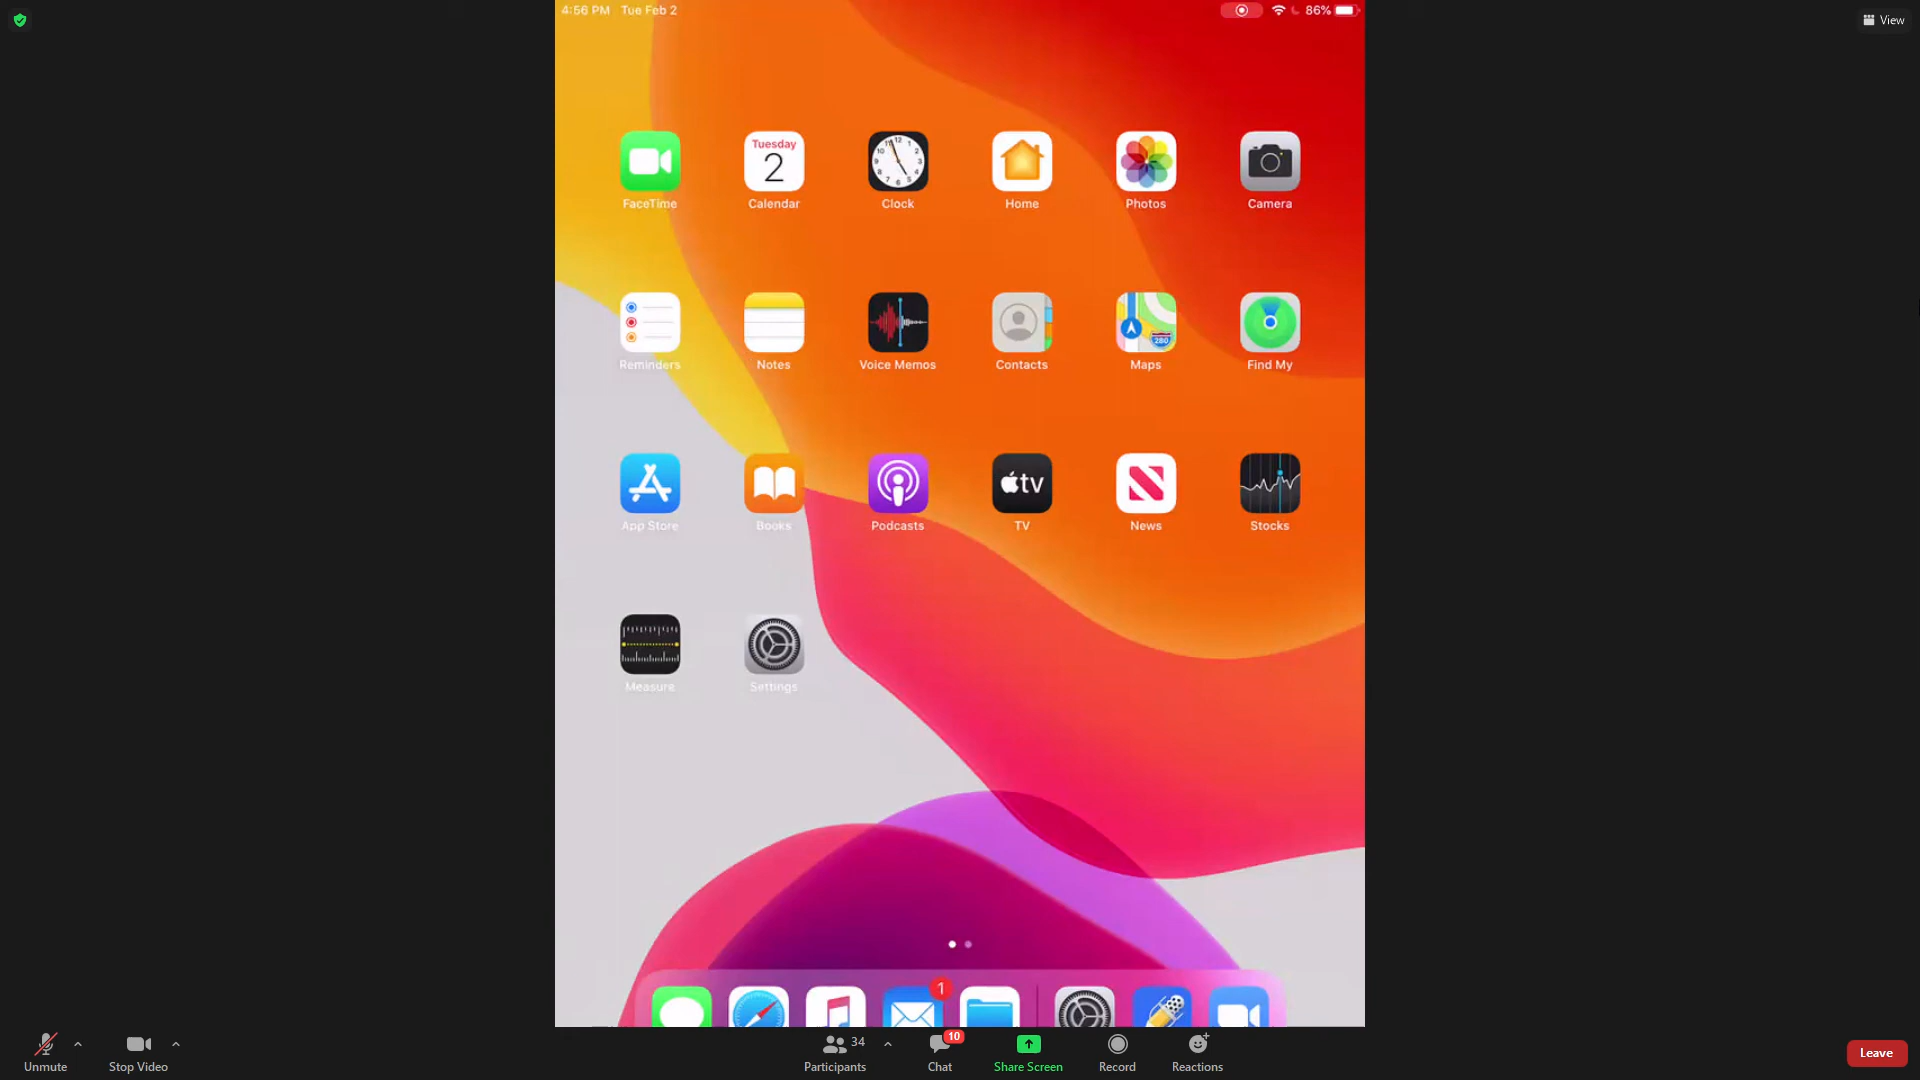 4:56 PM Tue Feb 2
86%
View
Tuesday
2
FaceTime
Calendar
Clock
Home
Photos
Camera
280
Reminders
Notes
Voice Memos
Contacts
Maps
Find My
tv
App Store
Books
Podcasts
TV
News
Stocks
Measure
Settings
1
34
10
Unmute
Stop Video
Participants
Chat
Share Screen
Record
Reactions
Leave